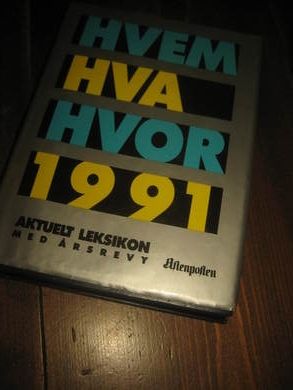 HVEM
HVA
HVOR
1991
AKTUELT LEKSIKON
MED ÅRSREVY
Aftenposten